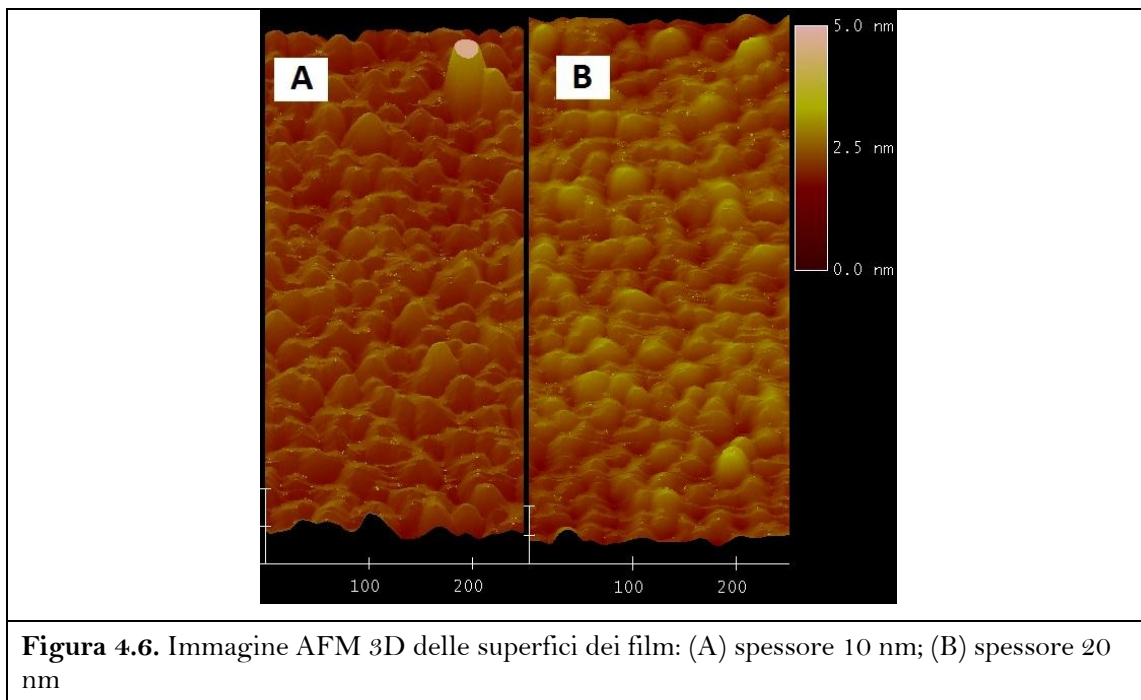 A
B
5.0 nm
2.5 nm
0.0 nm
100
200
100
200
Figura 4.6. Immagine AFM 3D delle superfici dei film: (A) spessore 10 nm; (B) spessore 20
nm